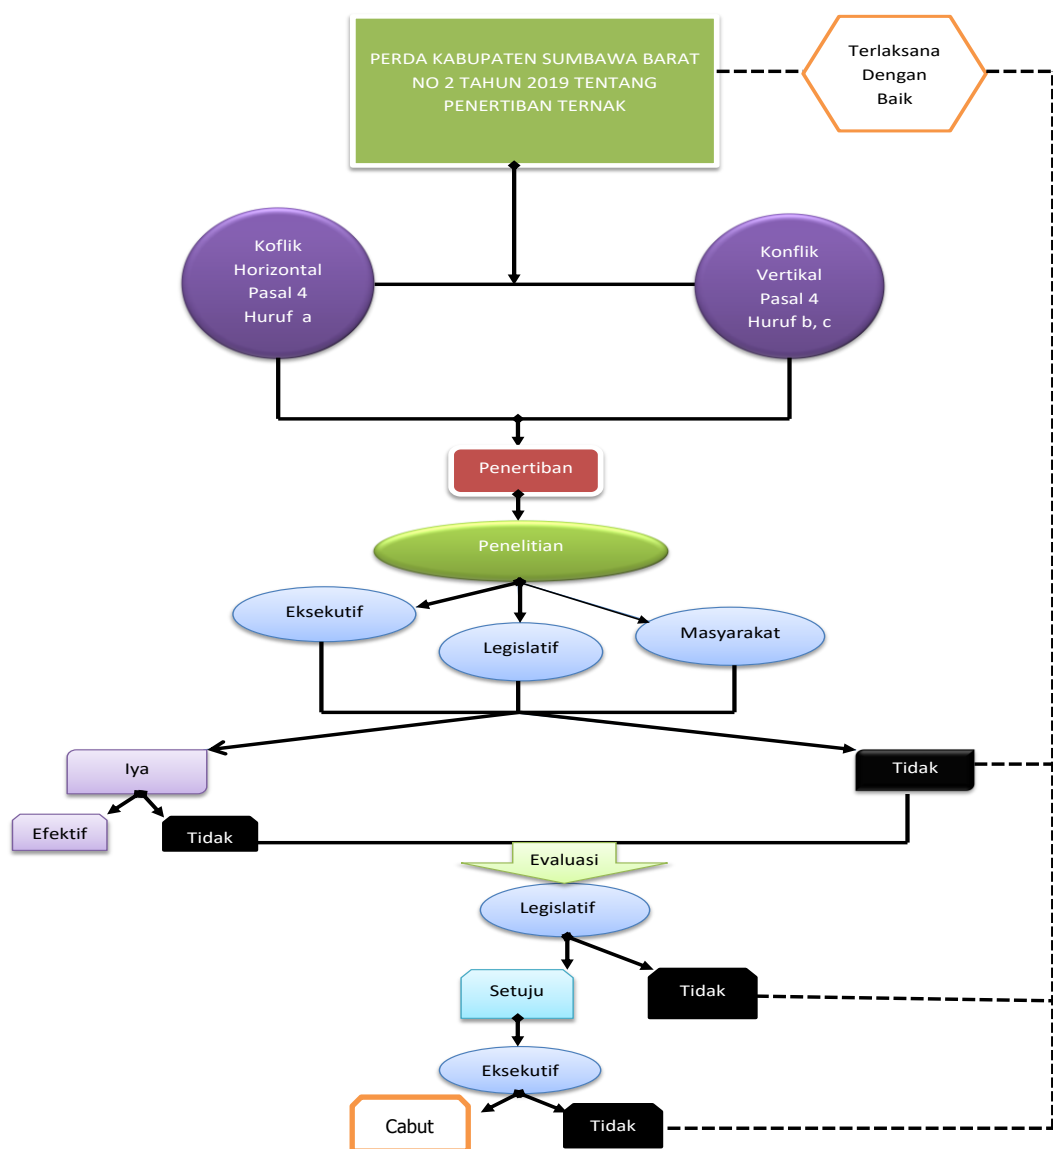 PERDA KABUPATEN SUMBAWA BARAT
NO 2 TAHUN 2019 TENTANG
PENERTIBAN TERNAK
Terlaksana
Dengan
Baik
Koflik
Horizontal
Pasal 4
Huruf a
Konflik
Vertikal
Pasal 4
Huruf b, c
Penertiban
Penelitian
Eksekutif
Legislatif
Masyarakat
Iya
Tidak
Efektif
Tidak
Evaluasi
Legislatif
Setuju
Tidak
Eksekutif
Cabut
Tidak